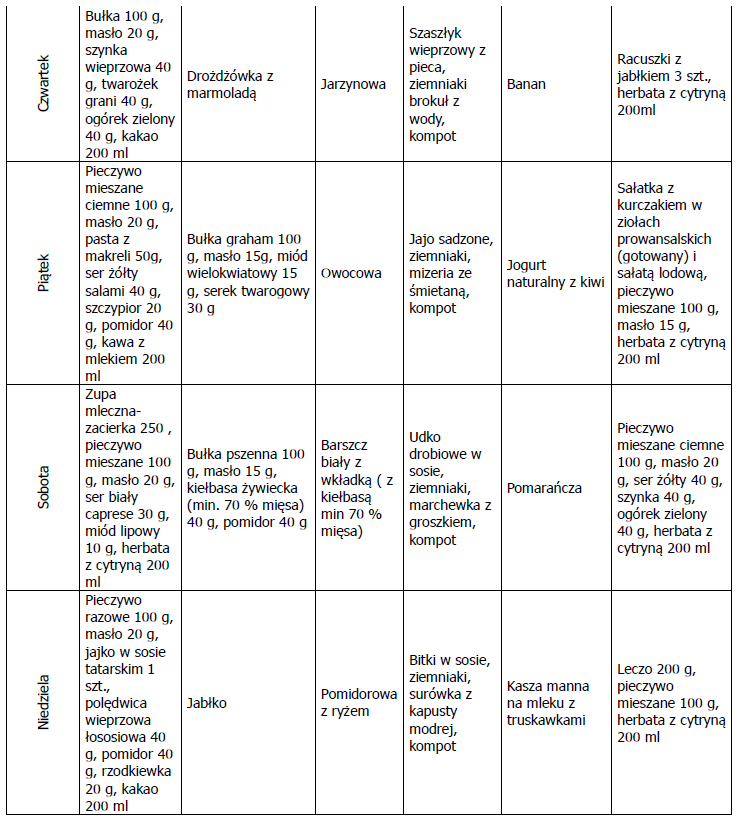 Czwartek
Bułka 100 g,
masło 20 g,
szynka
wieprzowa 40
g, twarożek
grani 40 g,
ogórek zielony
40 g, kakao
200 ml
Drożdżówka z
marmoladą
Jarzynowa
Szaszłyk
wieprzowy z
pieca,
ziemniaki
brokuł z
wody,
kompot
Banan
Racuszki z
jabłkiem 3 szt.,
herbata z cytryną
200ml
Piątek
Pieczywo
mieszane
ciemne 100 g,
masło 20 g,
pasta z
makreli 50g,
ser żółty
salami 40 g,
szczypior 20
g, pomidor 40
g, kawa z
mlekiem 200
ml
Bułka graham 100
g, masło 15g, miód
wielokwiatowy 15
g, serek twarogowy
30 g
Owocowa
Jajo sadzone,
ziemniaki,
mizeria ze
śmietaną,
kompot
Jogurt
naturalny z kiwi
Sałatka z
kurczakiem w
ziołach
prowansalskich
(gotowany) i
sałatą lodową,
pieczywo
mieszane 100 g,
masło 15 g,
herbata z cytryną
200 ml
Sobota
Zupa
mleczna-
zacierka 250 ,
pieczywo
mieszane 100
g, masło 20 g,
ser biały
caprese 30 g,
miód lipowy
10 g, herbata
z cytryną 200
ml
Bułka pszenna 100
g, masło 15 g,
kiełbasa żywiecka
(min. 70 % mięsa)
40 g, pomidor 40 g
Barszcz
biały z
wkładką ( z
kiełbasą
min 70 %
mięsa)
Udko
drobiowe w
sosie,
ziemniaki,
marchewka z
groszkiem,
kompot
Pomarańcza
Pieczywo
mieszane ciemne
100 g, masło 20
g, ser żółty 40 g,
szynka 40 g,
ogórek zielony
40 g, herbata z
cytryną 200 ml
Niedziela
Pieczywo
razowe 100 g,
masło 20 g,
jajko w sosie
tatarskim 1
szt.,
polędwica
wieprzowa
łososiowa 40
g, pomidor 40
g, rzodkiewka
20 g, kakao
200 ml
Jabłko
Pomidorowa
z ryżem
Bitki w sosie,
ziemniaki,
surówka z
kapusty
modrej,
kompot
Kasza manna
na mleku z
truskawkami
Leczo 200 g,
pieczywo
mieszane 100 g,
herbata z cytryną
200 ml